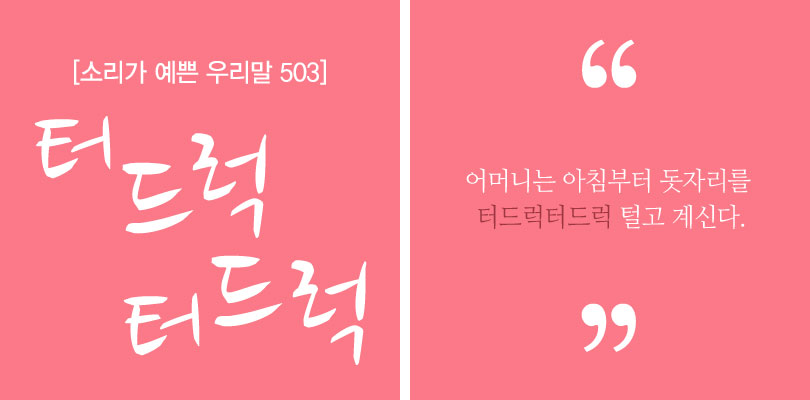 [소리가 예쁜 우리말 503]
터드럭
터드럭
“
어머니는 아침부터 돗자리를
터드럭터드럭 털고 계신다.
”